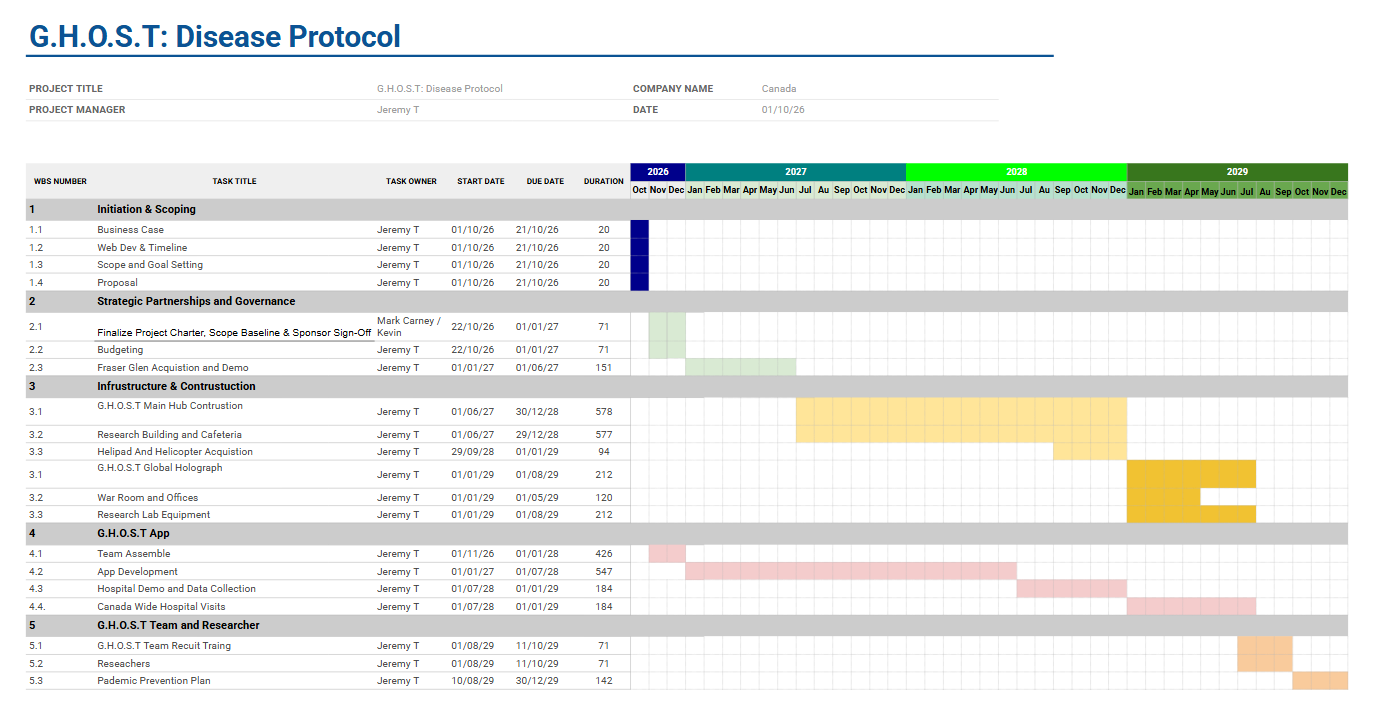 G.H.O.S.T: Disease Protocol
PROJECT TITLE G.H.O.S.T: Disease Protocol COMPANY NAME Canada
PROJECT MANAGER Jeremy T DATE 01/10/26
WBS NUMBER TASK TITLE TASK OWNER START DATE DUE DATE DURATION
2026 2027 2028 2029
Oct Nov Dec Jan Feb Mar Apr May Jun Jul Au Sep Oct Nov Dec Jan Feb Mar Apr May Jun Jul Au Sep Oct Nov Dec Jan Feb Mar Apr May Jun Jul Au Sep Oct Nov Dec
1 Initiation & Scoping
1.1 Business Case Jeremy T 01/10/26 21/10/26 20
1.2 Web Dev & Timeline Jeremy T 01/10/26 21/10/26 20
1.3 Scope and Goal Setting Jeremy T 01/10/26 21/10/26 20
1.4 Proposal Jeremy T 01/10/26 21/10/26 20
2 Strategic Partnerships and Governance
2.1 Finalize Project Charter, Scope Baseline & Sponsor Sign-Off Mark Carney / Kevin 22/10/26 01/01/27 71
2.2 Budgeting Jeremy T 22/10/26 01/01/27 71
2.3 Fraser Glen Acquistion and Demo Jeremy T 01/01/27 01/06/27 151
3 Infrustructure & Contrustuction
3.1 G.H.O.S.T Main Hub Contrustion Jeremy T 01/06/27 30/12/28 578
3.2 Research Building and Cafeteria Jeremy T 01/06/27 29/12/28 577
3.3 Helipad And Helicopter Acquistion Jeremy T 29/09/28 01/01/29 94
3.1 G.H.O.S.T Global Holograph Jeremy T 01/01/29 01/08/29 212
3.2 War Room and Offices Jeremy T 01/01/29 01/05/29 120
3.3 Research Lab Equipment Jeremy T 01/01/29 01/08/29 212
4 G.H.O.S.T App
4.1 Team Assemble Jeremy T 01/11/26 01/01/28 426
4.2 App Development Jeremy T 01/01/27 01/07/28 547
4.3 Hospital Demo and Data Collection Jeremy T 01/07/28 01/01/29 184
4.4. Canada Wide Hospital Visits Jeremy T 01/07/28 01/01/29 184
5 G.H.O.S.T Team and Researcher
5.1 G.H.O.S.T Team Recuit Traing Jeremy T 01/08/29 11/10/29 71
5.2 Reseachers Jeremy T 01/08/29 11/10/29 71
5.3 Pademic Prevention Plan Jeremy T 10/08/29 30/12/29 142